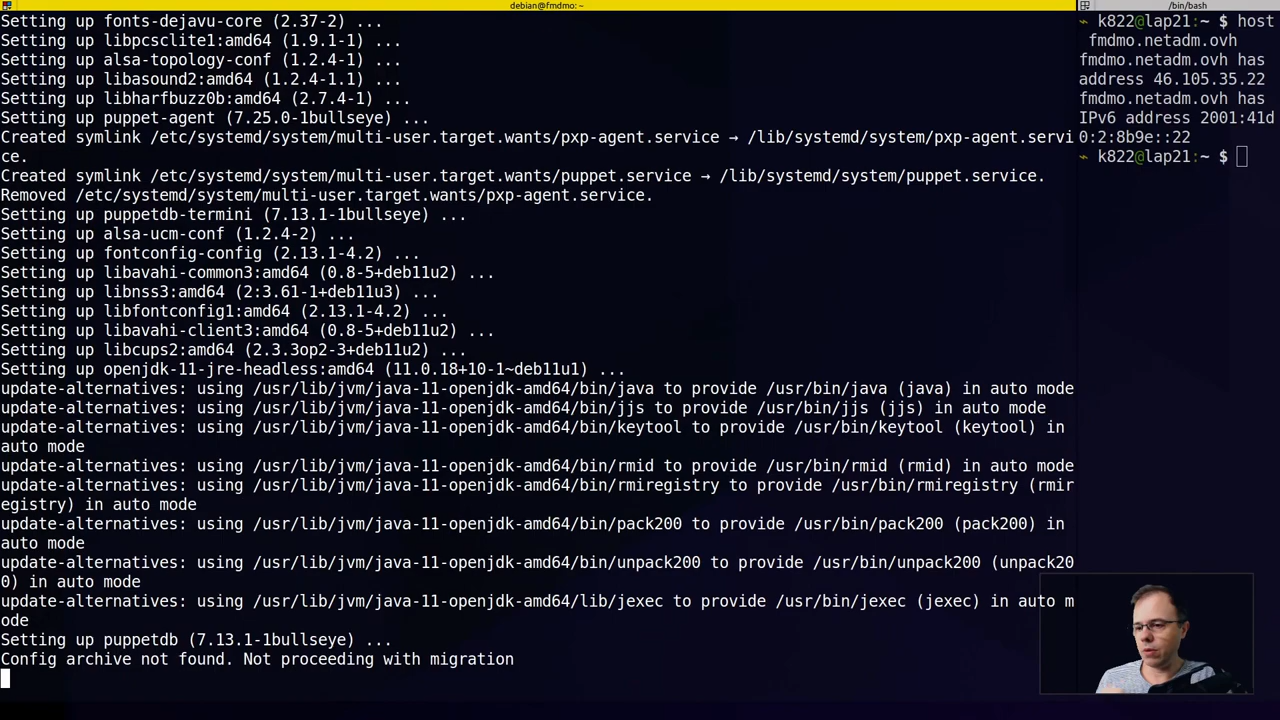 debian@fmdmo: ~
Setting up fonts-dejavu-core (2.37-2) ...
Setting up libpcsclite1:amd64 (1.9.1-1) ...
Setting up alsa-topology-conf (1.2.4-1) ...
Setting up libasound2:amd64 (1.2.4-1.1) ...
Setting up libharfbuzz0b:amd64 (2.7.4-1) ...
Setting up puppet-agent (7.25.0-1bullseye) ...
Created symlink /etc/systemd/system/multi-user.target.wants/pxp-agent.service → /lib/systemd/system/pxp-agent.servi
ce.
Created symlink /etc/systemd/system/multi-user.target.wants/puppet.service → /lib/systemd/system/puppet.service.
Removed /etc/systemd/system/multi-user.target.wants/pxp-agent.service.
Setting up puppetdb-termini (7.13.1-1bullseye) ...
Setting up alsa-ucm-conf (1.2.4-2) ...
Setting up fontconfig-config (2.13.1-4.2) ...
Setting up libavahi-common3:amd64 (0.8-5+deb11u2) ...
Setting up libnss3:amd64 (2:3.61-1+deb11u3) ...
Setting up libfontconfig1:amd64 (2.13.1-4.2) ...
Setting up libavahi-client3:amd64 (0.8-5+deb11u2) ...
Setting up libcups2:amd64 (2.3.3op2-3+deb11u2) ...
Setting up openjdk-11-jre-headless:amd64 (11.0.18+10-1~deb11u1) ...
update-alternatives: using /usr/lib/jvm/java-11-openjdk-amd64/bin/java to provide /usr/bin/java (java) in auto mode
update-alternatives: using /usr/lib/jvm/java-11-openjdk-amd64/bin/jjs to provide /usr/bin/jjs (jjs) in auto mode
update-alternatives: using /usr/lib/jvm/java-11-openjdk-amd64/bin/keytool to provide /usr/bin/keytool (keytool) in
auto mode
update-alternatives: using /usr/lib/jvm/java-11-openjdk-amd64/bin/rmid to provide /usr/bin/rmid (rmid) in auto mode
update-alternatives: using /usr/lib/jvm/java-11-openjdk-amd64/bin/rmiregistry to provide /usr/bin/rmiregistry (rmir
egistry) in auto mode
update-alternatives: using /usr/lib/jvm/java-11-openjdk-amd64/bin/pack200 to provide /usr/bin/pack200 (pack200) in
auto mode
update-alternatives: using /usr/lib/jvm/java-11-openjdk-amd64/bin/unpack200 to provide /usr/bin/unpack200 (unpack20
0) in auto mode
update-alternatives: using /usr/lib/jvm/java-11-openjdk-amd64/lib/jexec to provide /usr/bin/jexec (jexec) in auto m
ode
Setting up puppetdb (7.13.1-1bullseye) ...
Config archive not found. Not proceeding with migration
/bin/bash
~ k822@lap21:~ $ host
fmdmo.netadm.ovh
fmdmo.netadm.ovh has
address 46.105.35.22
fmdmo.netadm.ovh has
IPv6 address 2001:41d
0:2:8b9e::22
~ k822@lap21:~ $